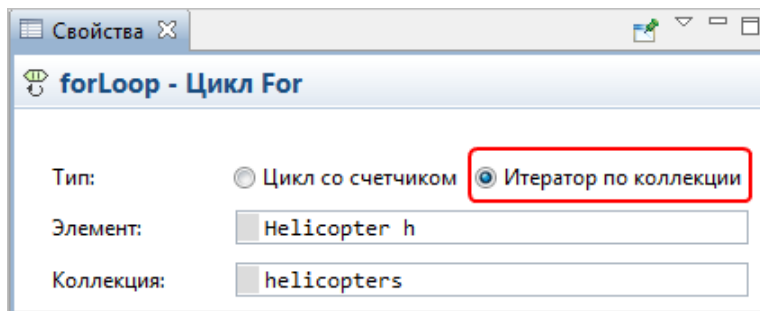 Свойства
forLoop - Цикл For
Тип: Цикл со счетчиком Итератор по коллекции
Элемент: Helicopter h
Коллекция: helicopters